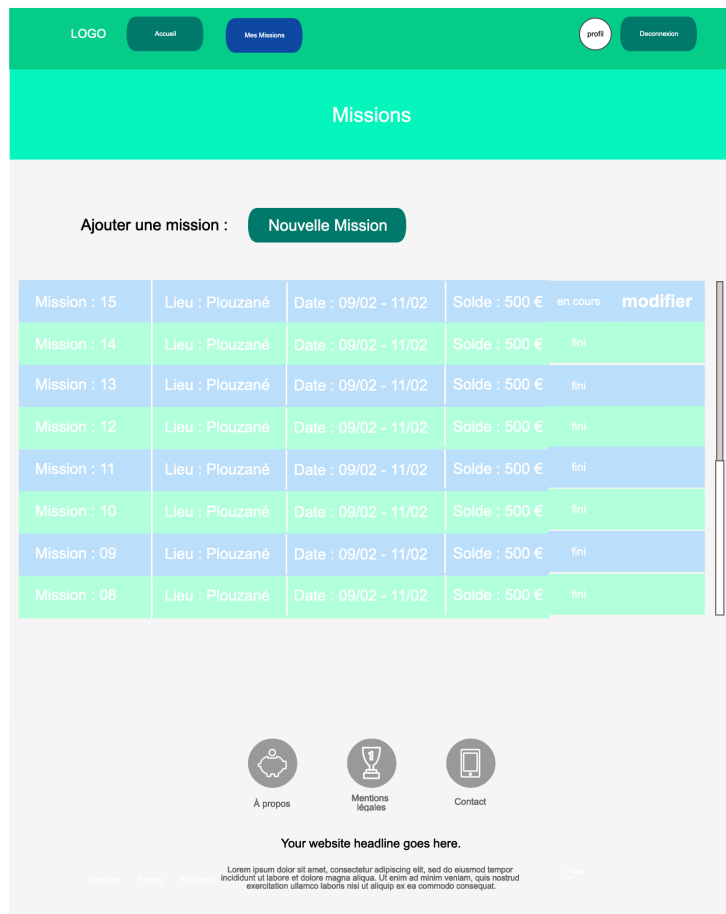 LOGO Accueil Mes Missions profil Deconnexion
Missions
Ajouter une mission : Nouvelle Mission
Mission : 15 Lieu : Plouzané Date : 09/02 - 11/02 Solde : 500 € en cours modifier
Mission : 14 Lieu : Plouzané Date : 09/02 - 11/02 Solde : 500 € fini
Mission : 13 Lieu : Plouzané Date : 09/02 - 11/02 Solde : 500 € fini
Mission : 12 Lieu : Plouzané Date : 09/02 - 11/02 Solde : 500 € fini
Mission : 11 Lieu : Plouzané Date : 09/02 - 11/02 Solde : 500 € fini
Mission : 10 Lieu : Plouzané Date : 09/02 - 11/02 Solde : 500 € fini
Mission : 09 Lieu : Plouzané Date : 09/02 - 11/02 Solde : 500 € fini
Mission : 08 Lieu : Plouzané Date : 09/02 - 11/02 Solde : 500 € fini
1
À propos
Mentions
légales
Contact
Your website headline goes here.
Lorem ipsum dolor sit amet, consectetur adipiscing elit, sed do eiusmod tempor
incididunt ut labore et dolore magna aliqua. Ut enim ad minim veniam, quis nostrud
exercitation ullamco laboris nisi ut aliquip ex ea commodo consequat.